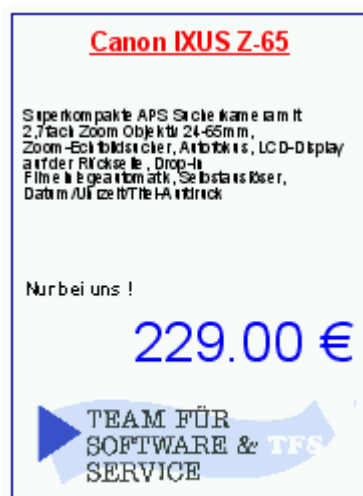 Canon IXUS Z-65
Superkompakte APS Sucherkamera mit
2,7fach Zoom Objektiv 24-65mm,
Zoom-Echtbildsucher, Autofokus, LCD-Display
auf der Rückseite, Drop-In
Filmeinlegeautomatik, Selbstauslöser,
Datum/Uhrzeit/Titel-Aufdruck
Nur bei uns !
229.00 €
TEAM FÜR
SOFTWARE & TFS
SERVICE